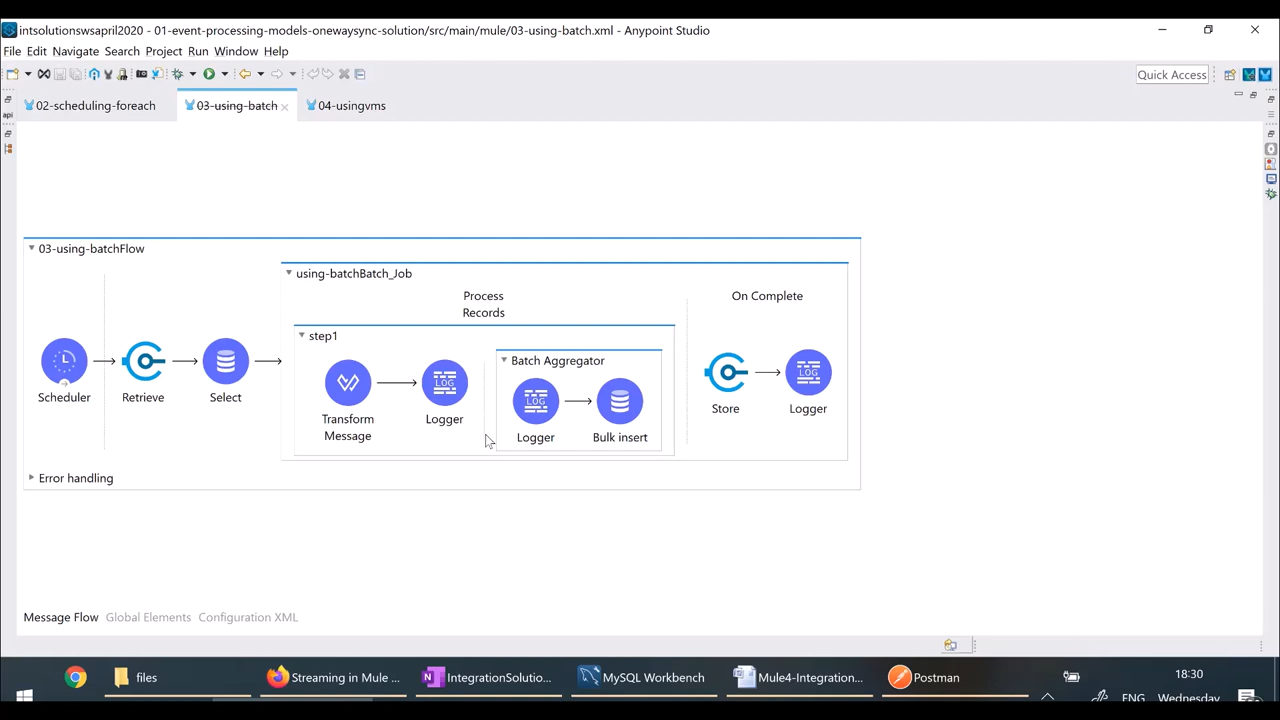 intsolutionswsapril2020 - 01-event-processing-models-onewaysync-solution/src/main/mule/03-using-batch.xml - Anypoint Studio
File Edit Navigate Search Project Run Window Help
Quick Access
02-scheduling-foreach 03-using-batch 04-usingvms
api
03-using-batchFlow
using-batchBatch_Job
Process
Records
On Complete
step1
Batch Aggregator
Scheduler
Retrieve
Select
Transform
Message
LOG
Logger
LOG
Logger
Bulk insert
Store
LOG
Logger
Error handling
Message Flow Global Elements Configuration XML
files
Streaming in Mule ...
IntegrationSolutio...
MySQL Workbench
Mule4-Integration...
Postman
18:30
ENG
Wednesday